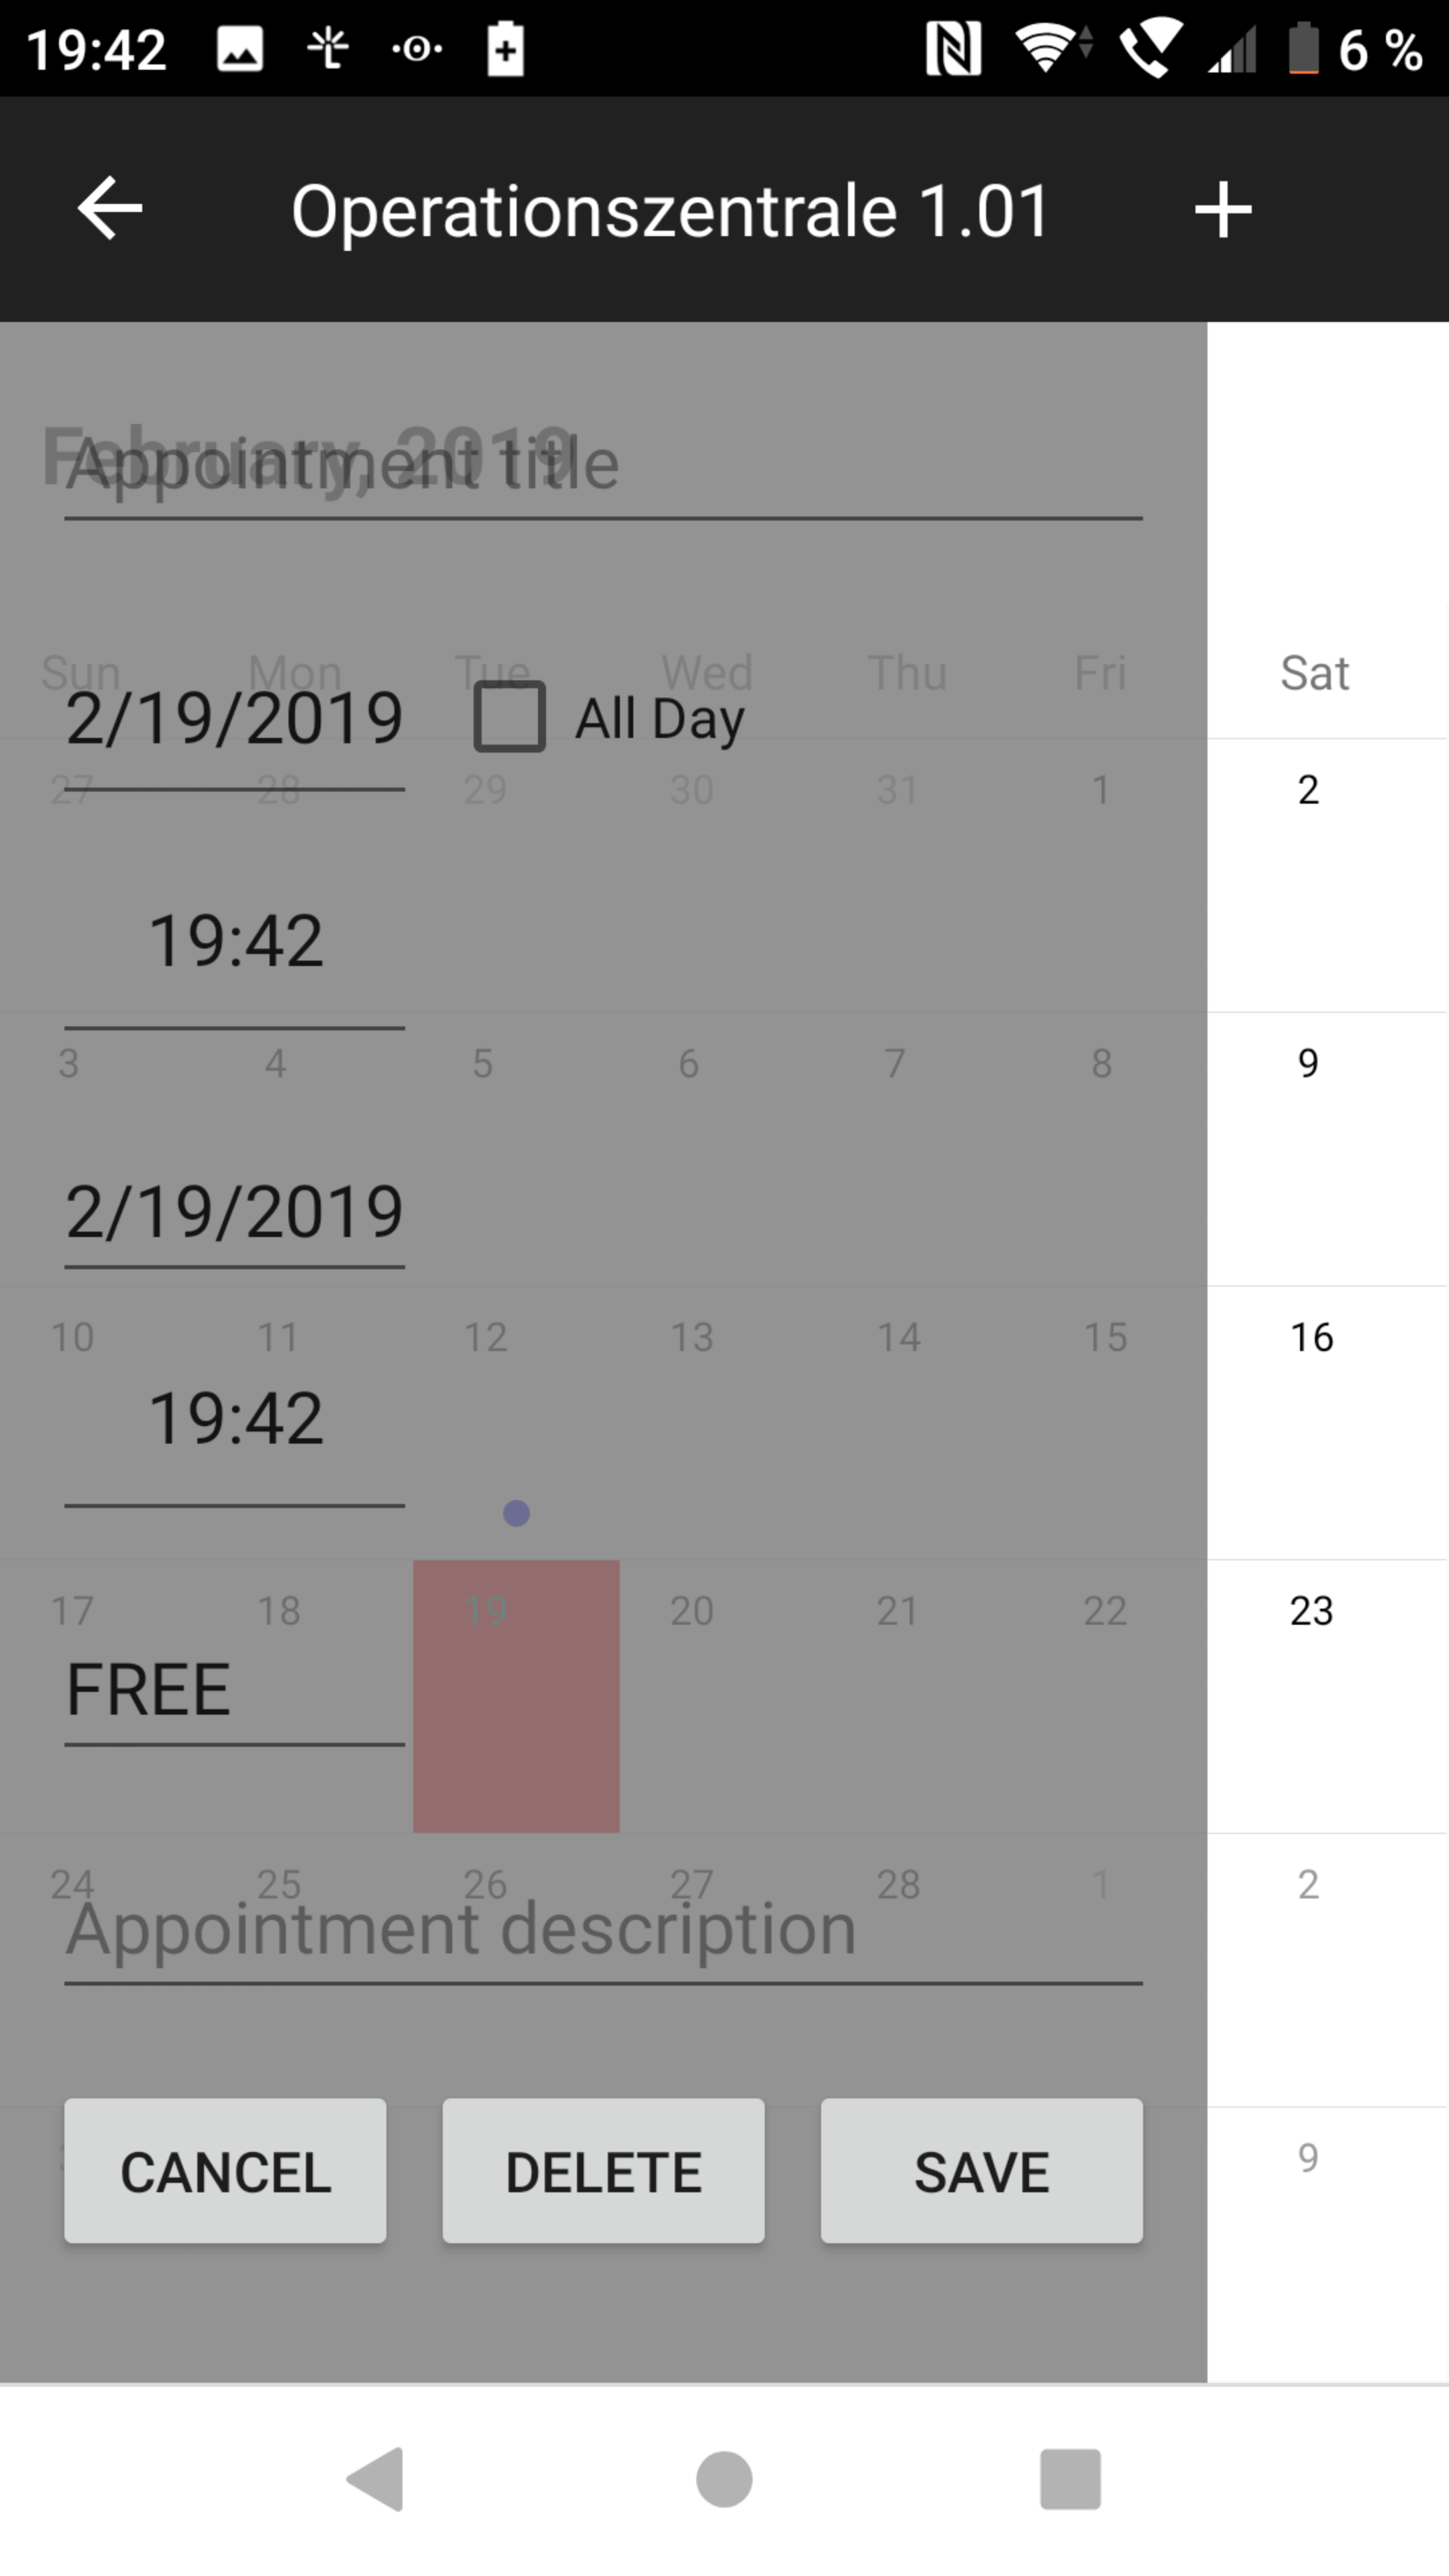 19:42 6 %
Operationszentrale 1.01
February, 2019
Appointment title
Sun Mon Tue Wed Thu Fri Sat
2/19/2019 All Day
27 28 29 30 31 1 2
19:42
3 4 5 6 7 8 9
2/19/2019
10 11 12 13 14 15 16
19:42
17 18 19 20 21 22 23
FREE
24 25 26 27 28 1 2
Appointment description
CANCEL DELETE SAVE 9